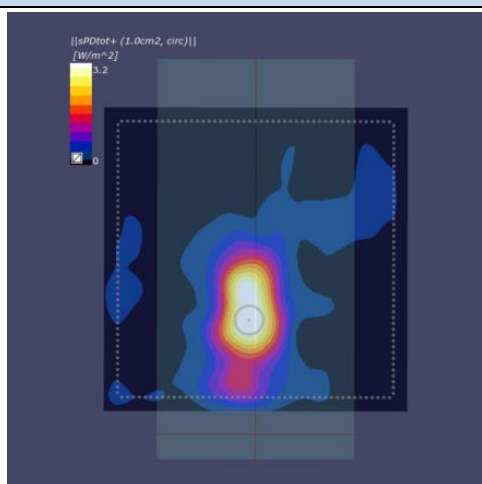 ||sPDtot+ (1.0cm2, circ)||
[W/m^2]
3.2
0